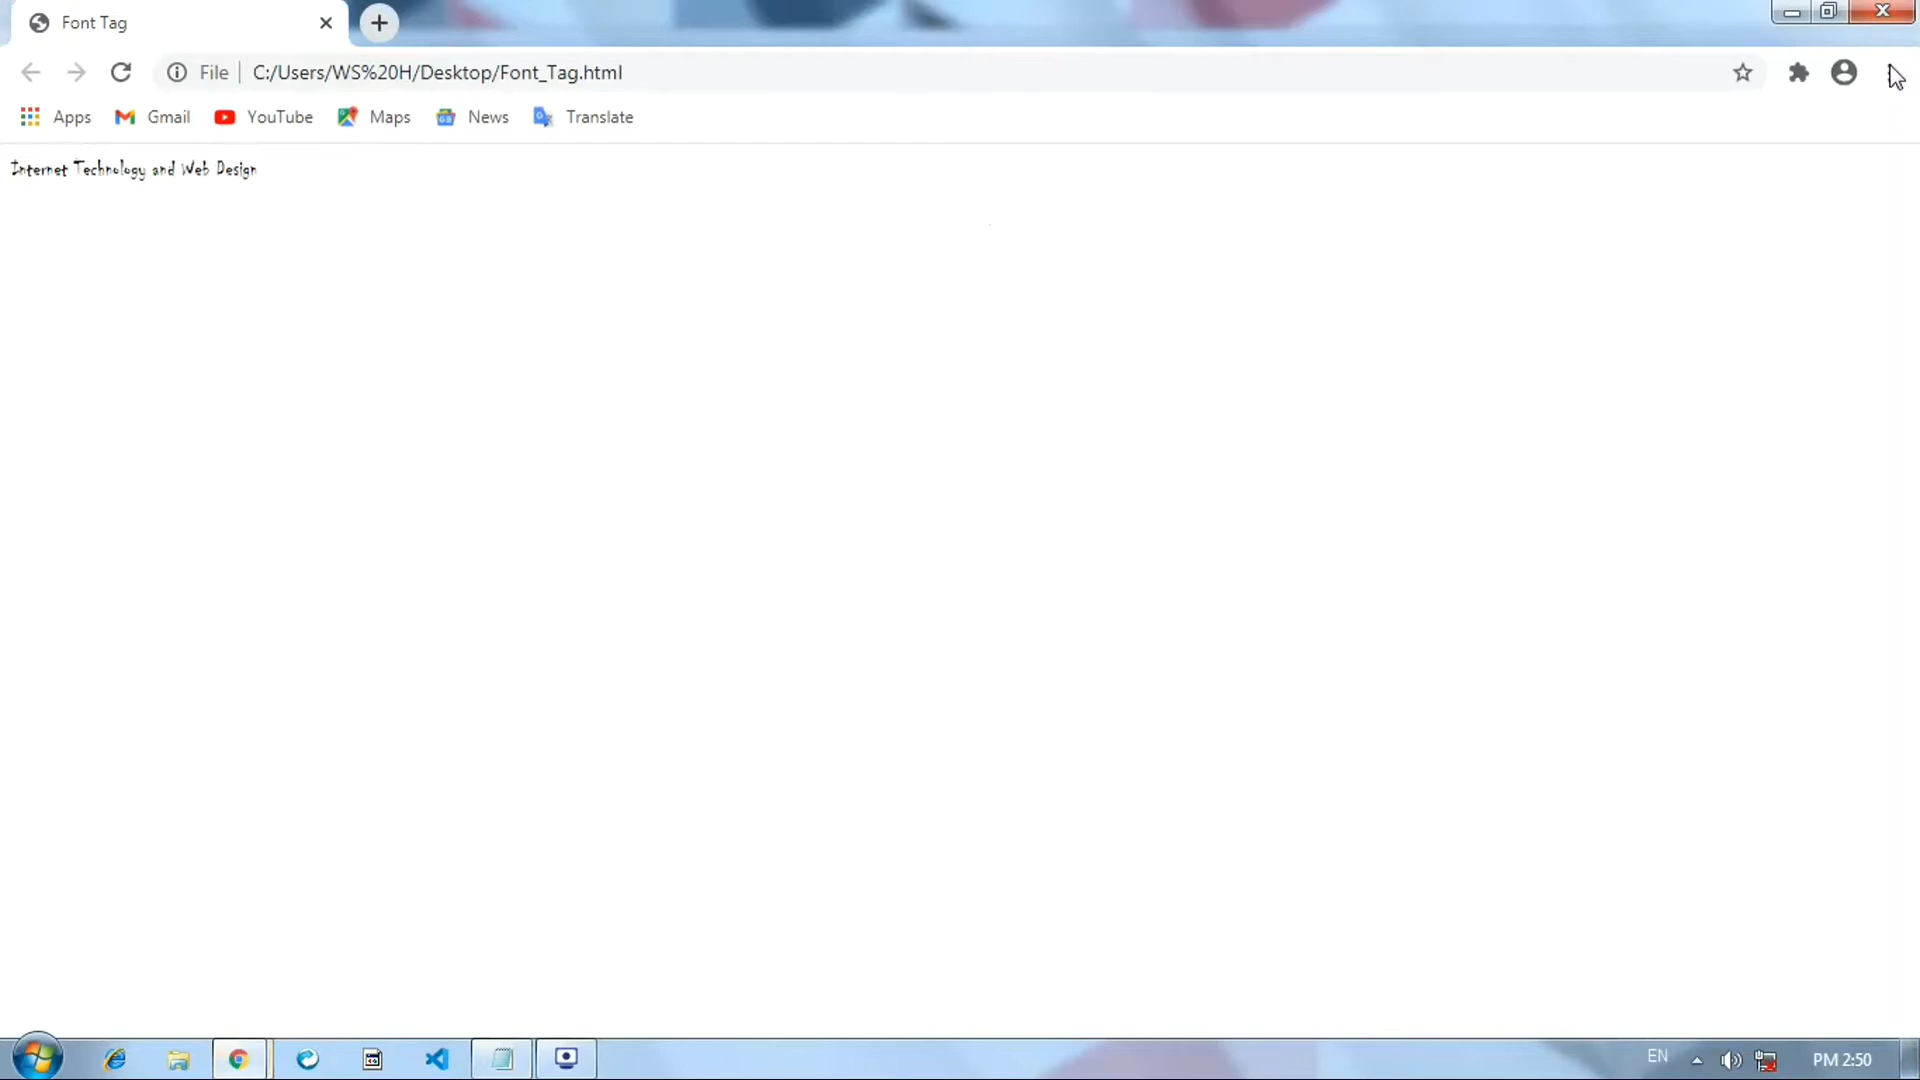 Font Tag
File C:/Users/WS%20H/Desktop/Font_Tag.html
Apps Gmail YouTube Maps News Translate
Internet Technology and Web Design
EN PM 2:50